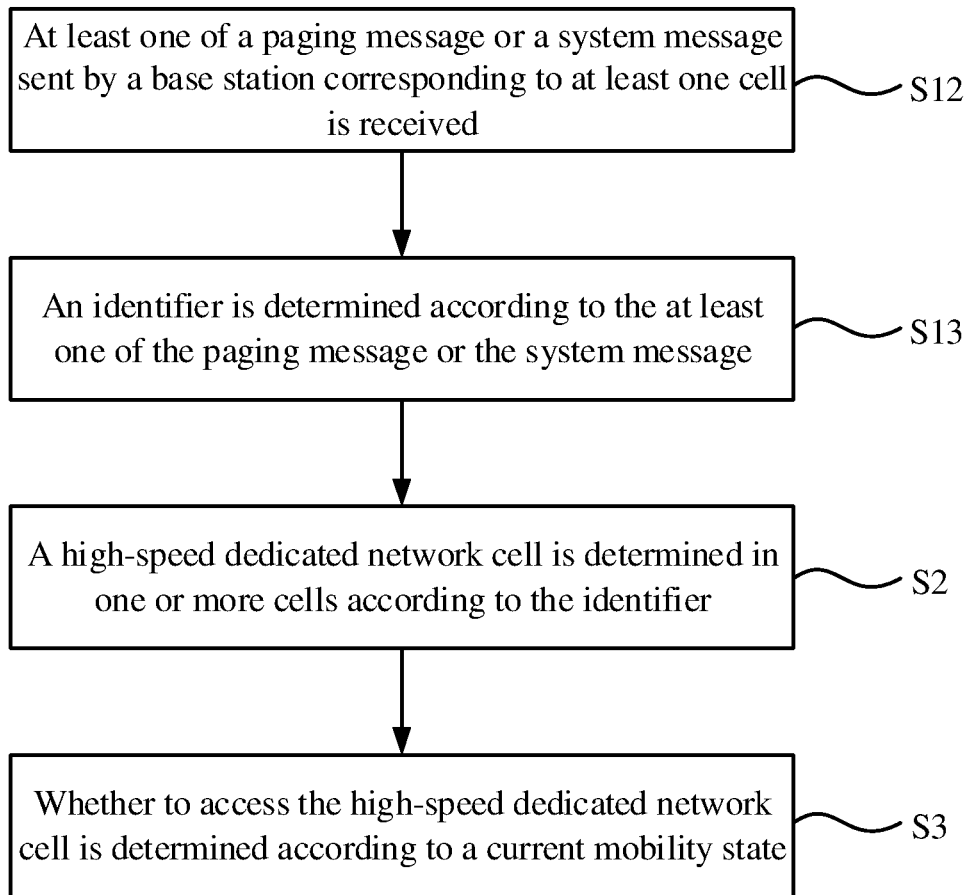 At least one of a paging message or a system message
sent by a base station corresponding to at least one cell
is received
S12
An identifier is determined according to the at least
one of the paging message or the system message
S13
A high-speed dedicated network cell is determined in
one or more cells according to the identifier
S2
Whether to access the high-speed dedicated network
cell is determined according to a current mobility state
S3